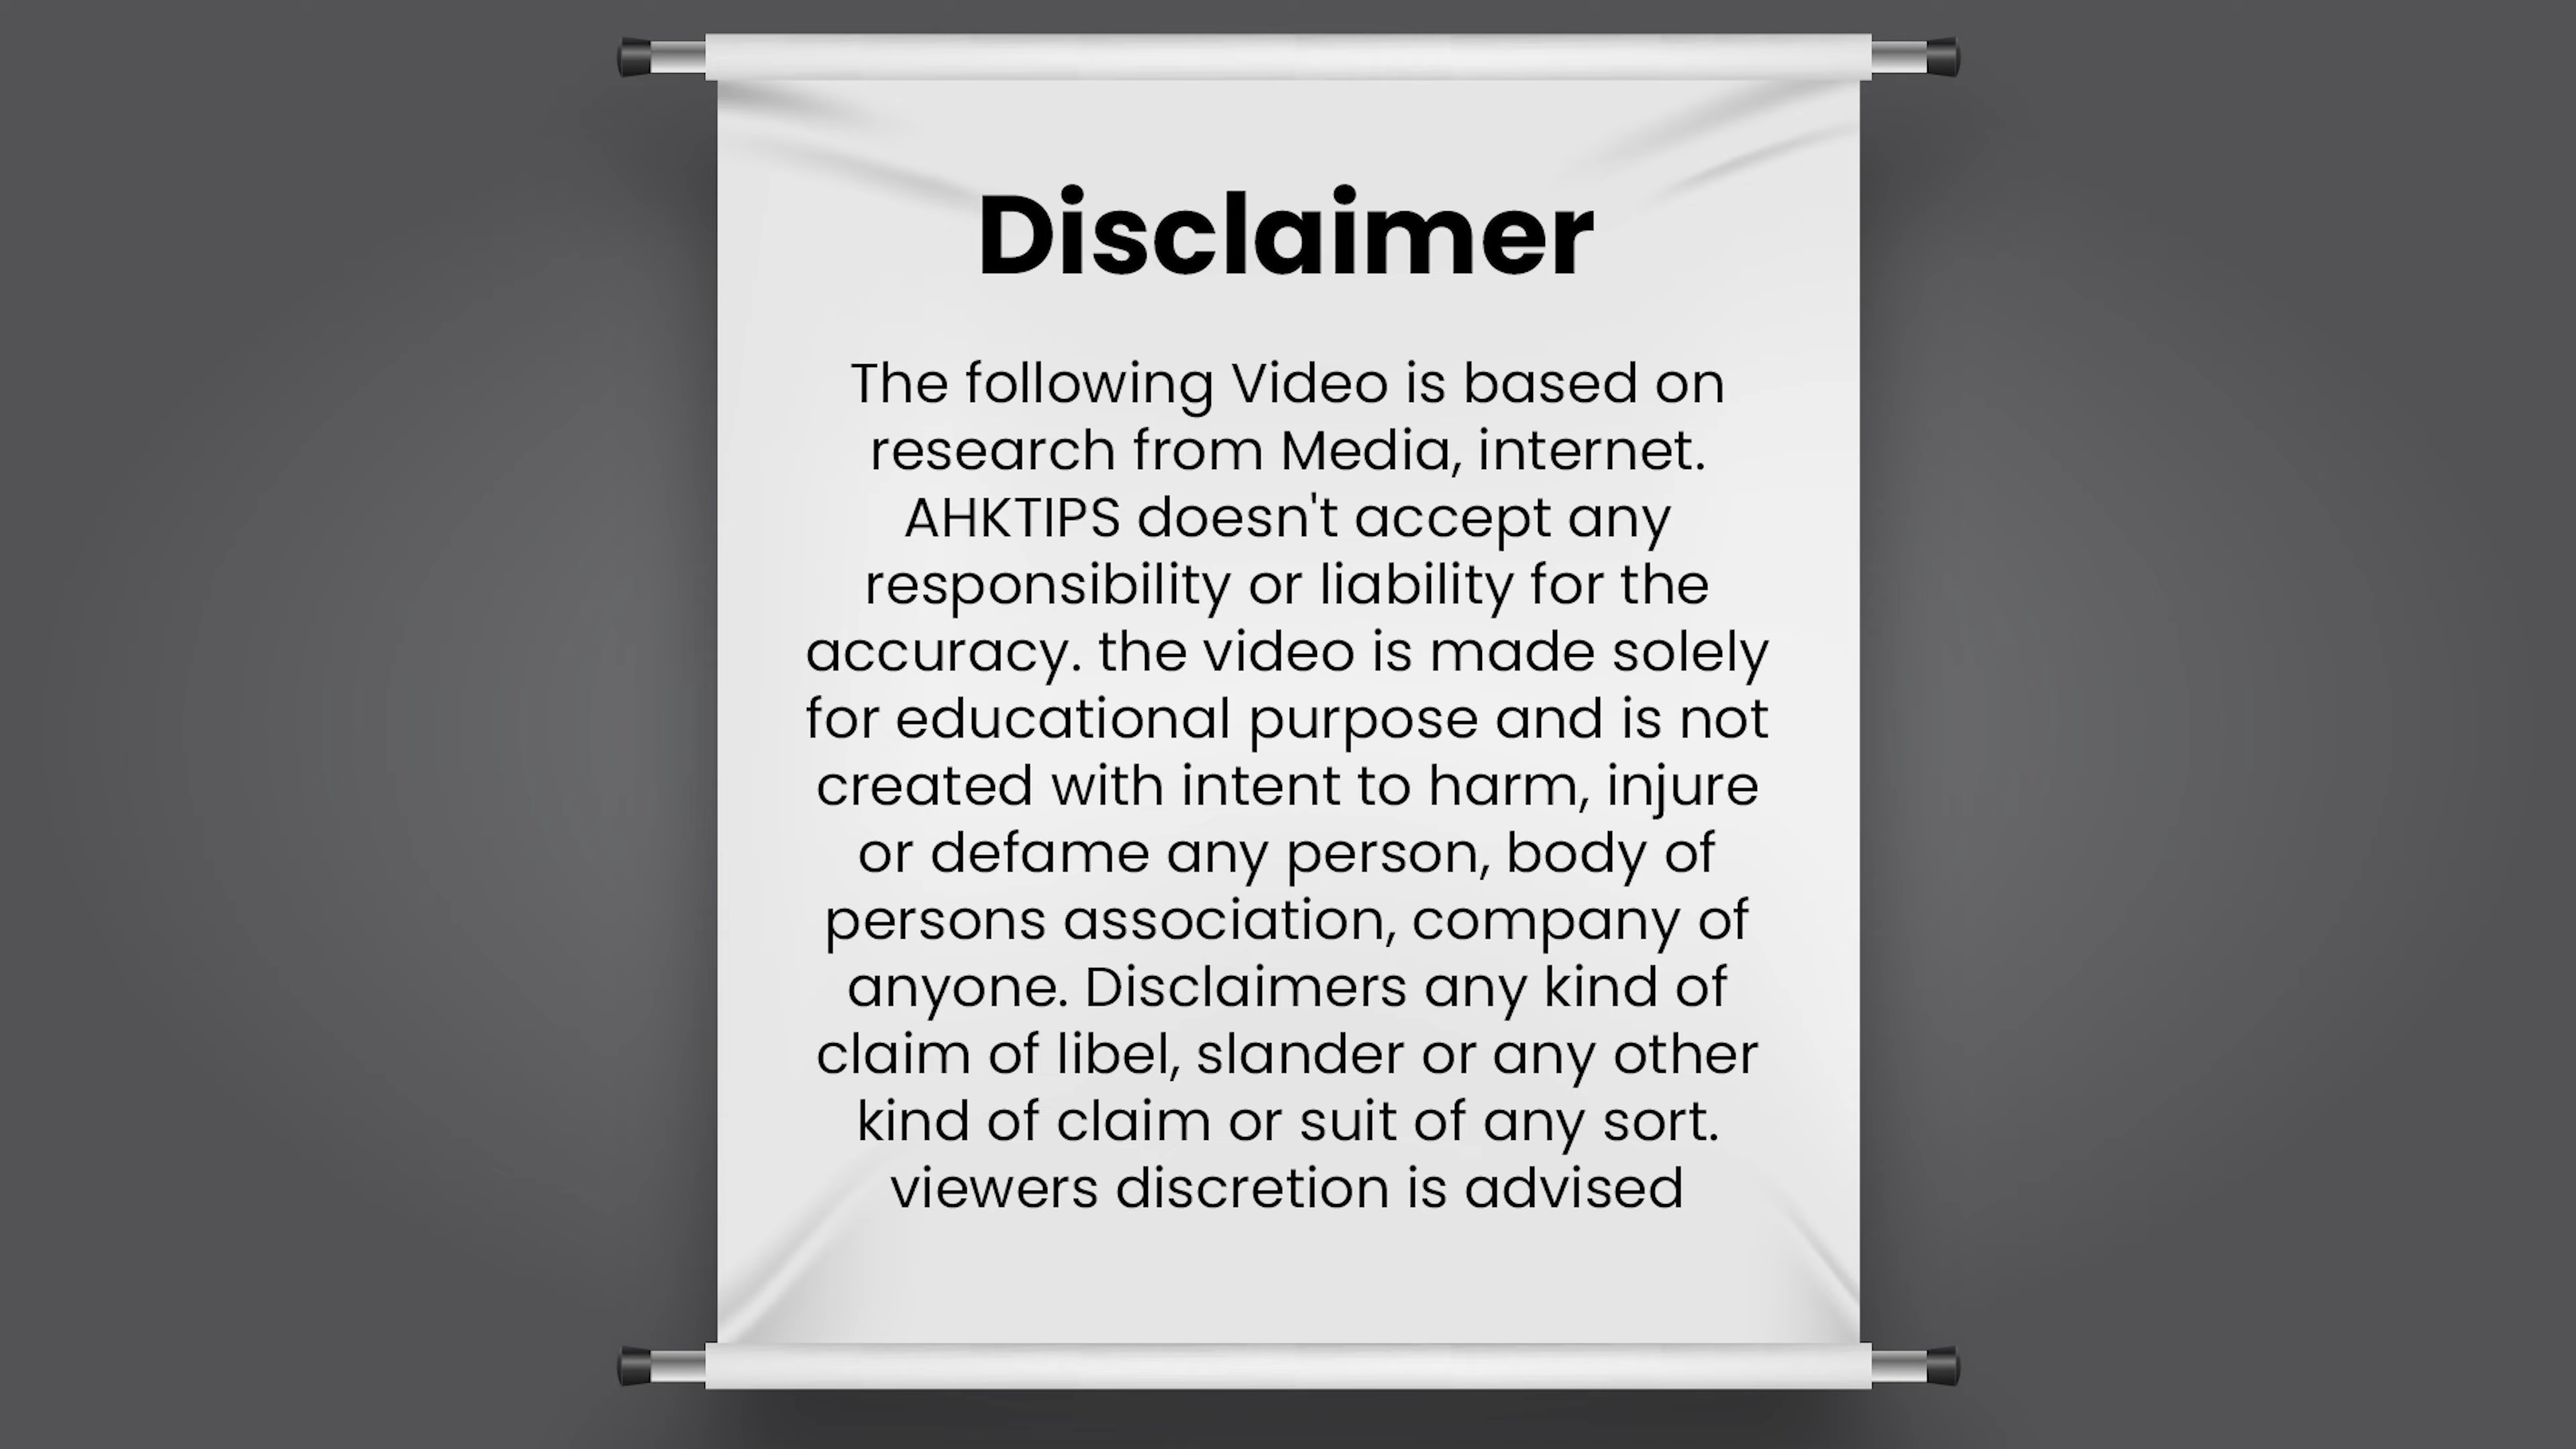 Disclaimer
The following Video is based on
research from Media, internet.
AHKTIPS doesn't accept any
responsibility or liability for the
accuracy. the video is made solely
for educational purpose and is not
created with intent to harm, injure
or defame any person, body of
persons association, company of
anyone. Disclaimers any kind of
claim of libel, slander or any other
kind of claim or suit of any sort.
viewers discretion is advised